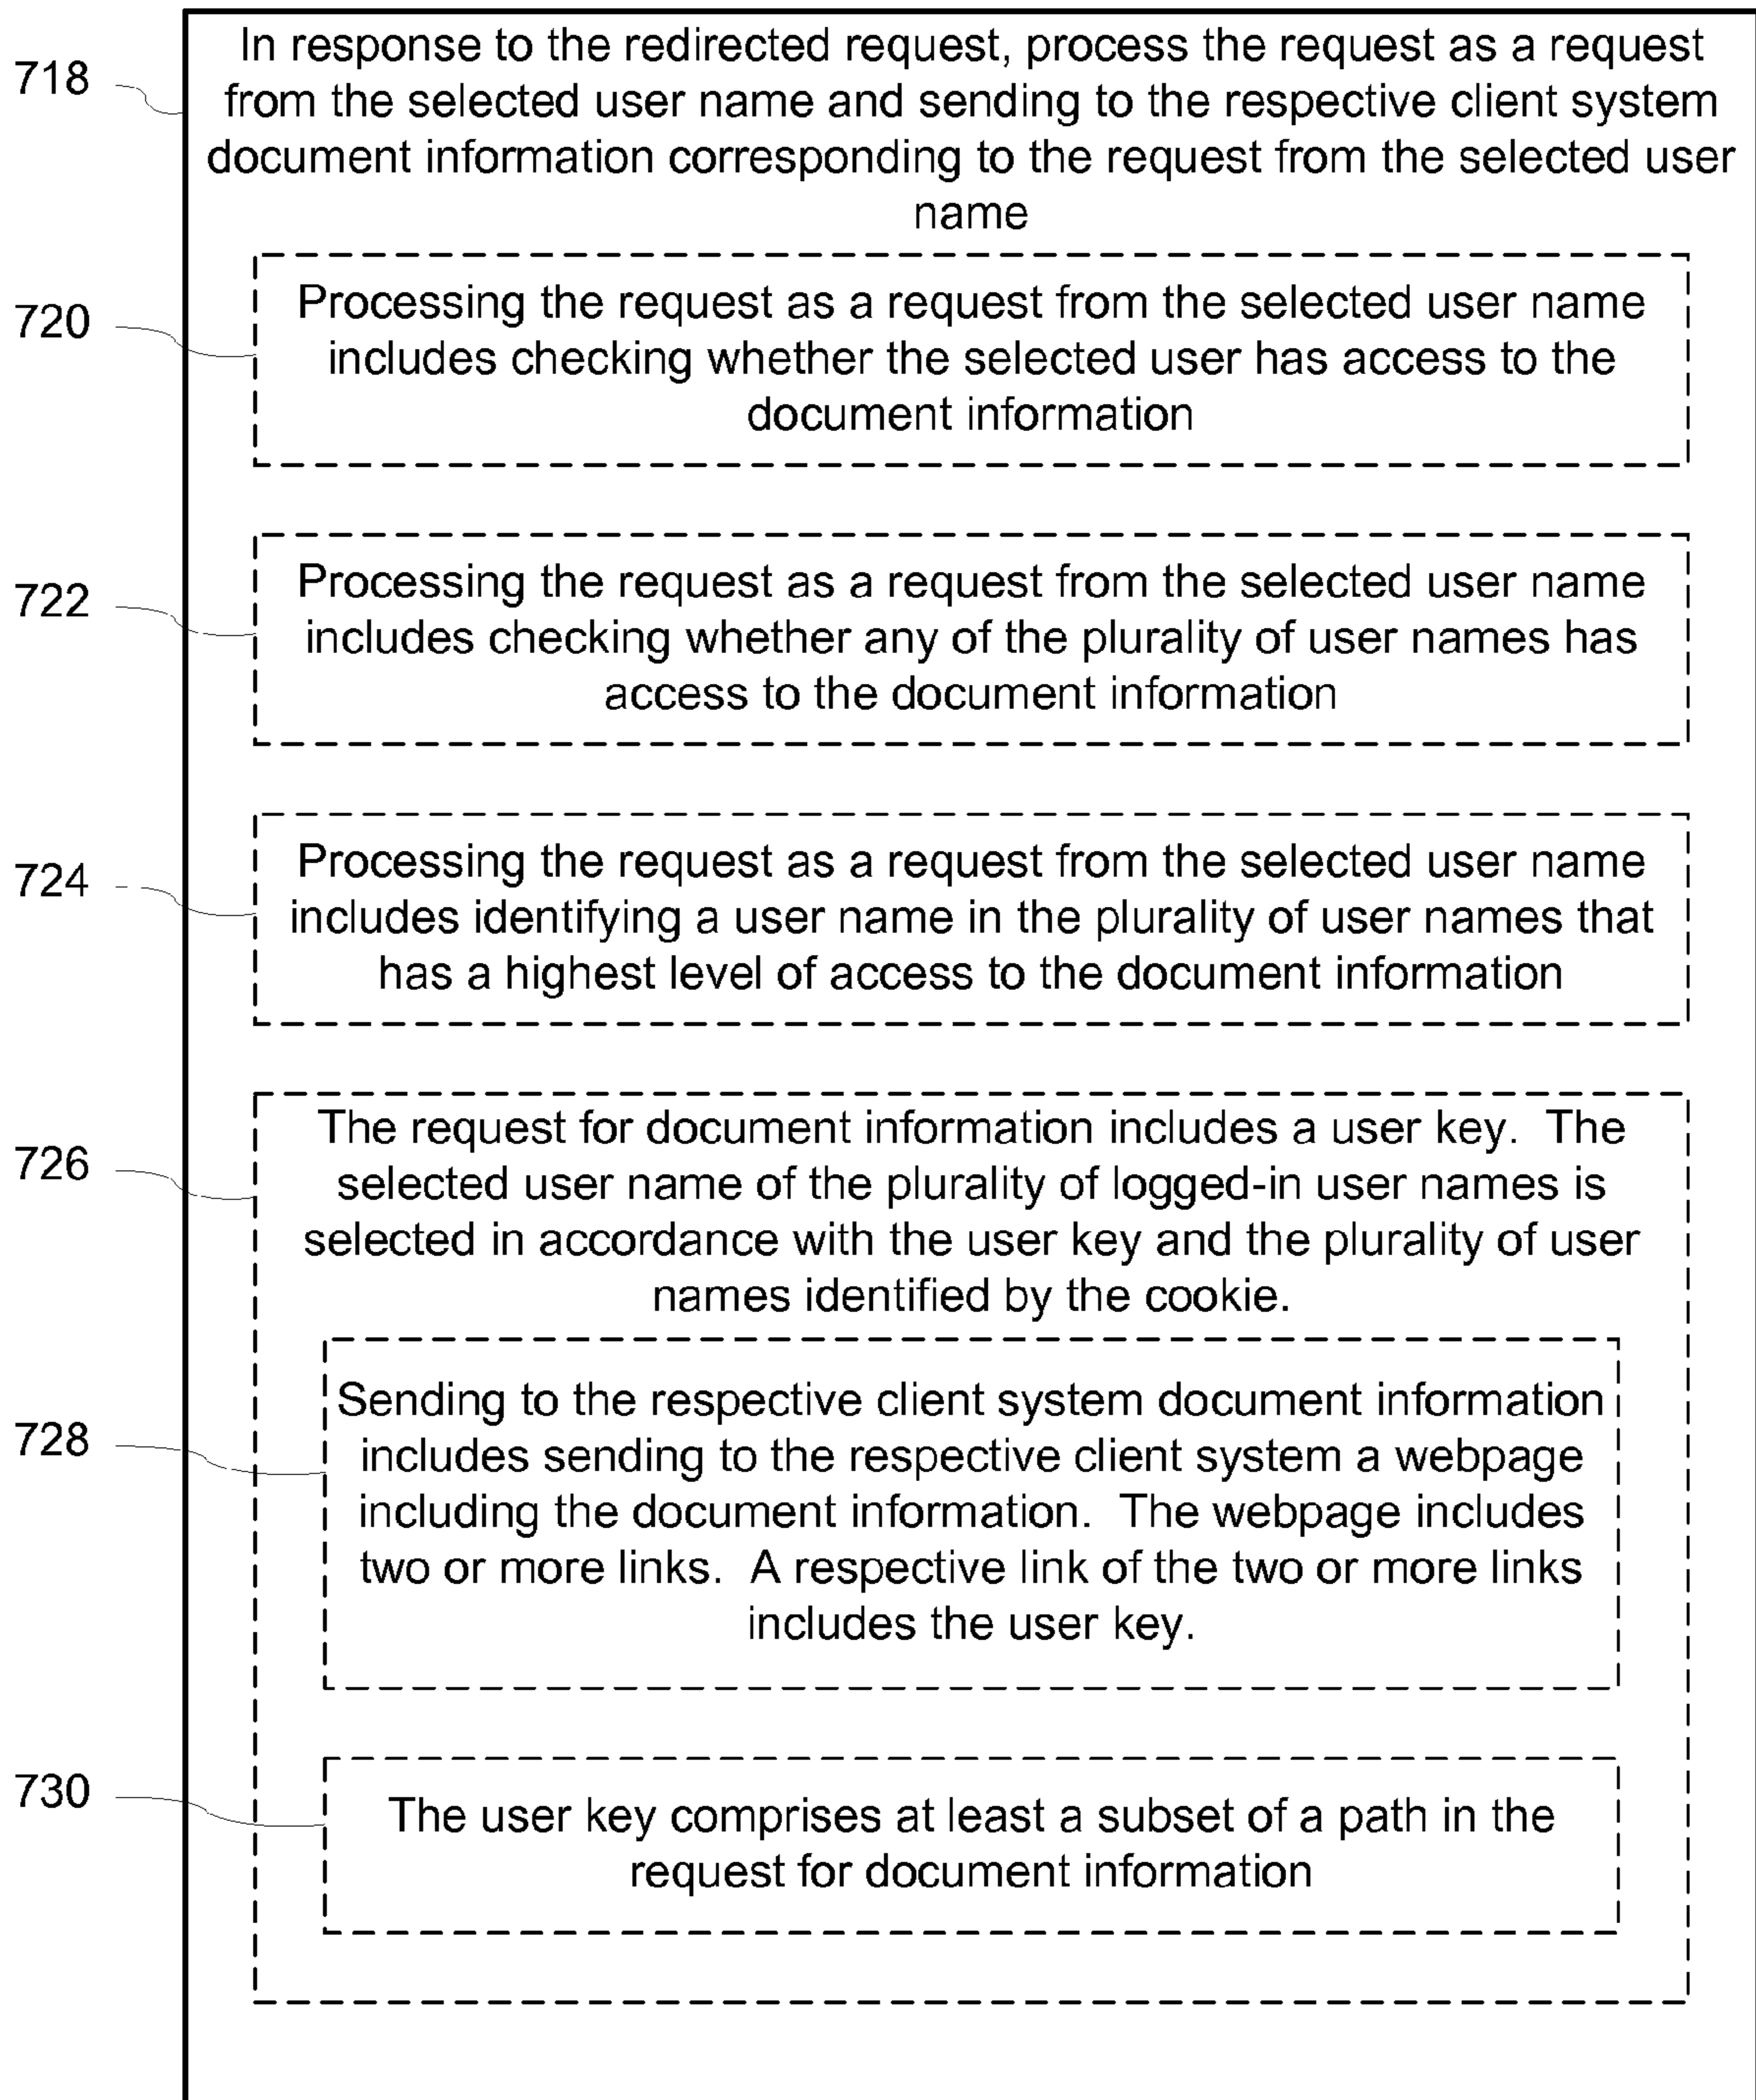 718
In response to the redirected request, process the request as a request
from the selected user name and sending to the respective client system
document information corresponding to the request from the selected user
name
720
Processing the request as a request from the selected user name
includes checking whether the selected user has access to the
document information
722
Processing the request as a request from the selected user name
includes checking whether any of the plurality of user names has
access to the document information
724
Processing the request as a request from the selected user name
includes identifying a user name in the plurality of user names that
has a highest level of access to the document information
726
The request for document information includes a user key.  The
selected user name of the plurality of logged-in user names is
selected in accordance with the user key and the plurality of user
names identified by the cookie.
728
Sending to the respective client system document information
includes sending to the respective client system a webpage
including the document information.  The webpage includes
two or more links.  A respective link of the two or more links
includes the user key.
730
The user key comprises at least a subset of a path in the
request for document information